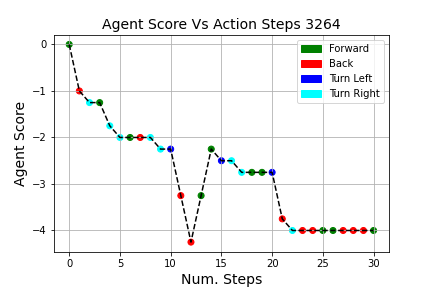 Agent Score Vs Action Steps 3264
Forward
Back
Turn Left
Turn Right
Agent Score
0
−1
−2
−3
−4
0 5 10 15 20 25 30
Num. Steps